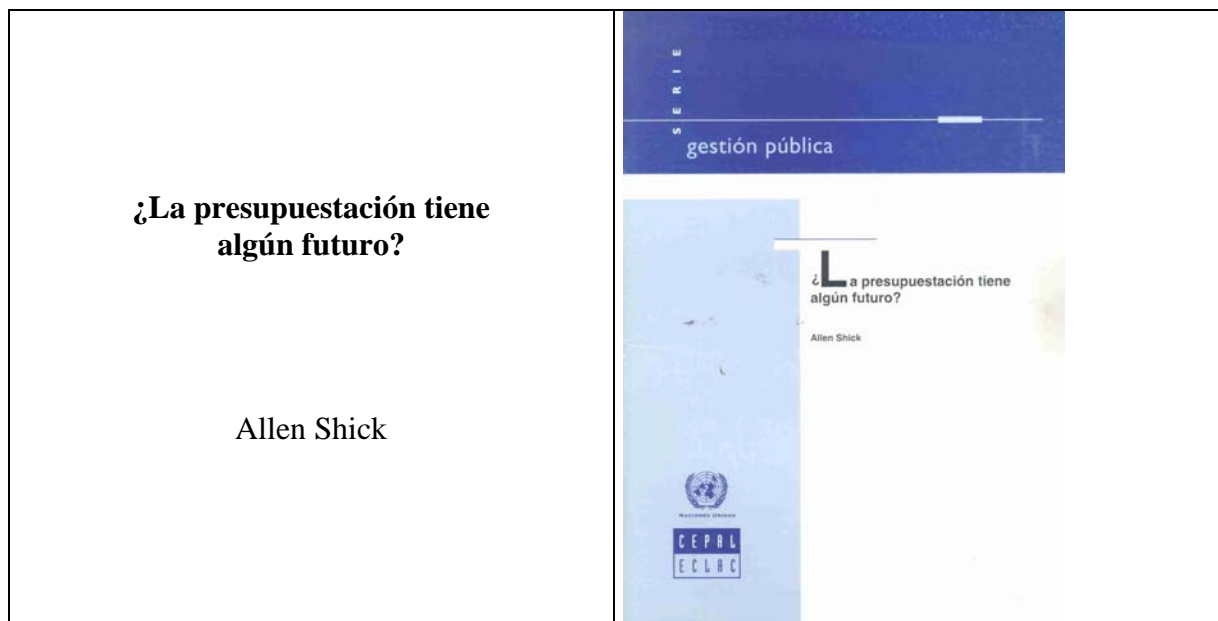 ¿La presupuestación tiene
algún futuro?
Allen Shick
SERIE
gestión pública
¿La presupuestación tiene
algún futuro?
Allen Shick
NACIONES UNIDAS
CEPAL
ECLAC